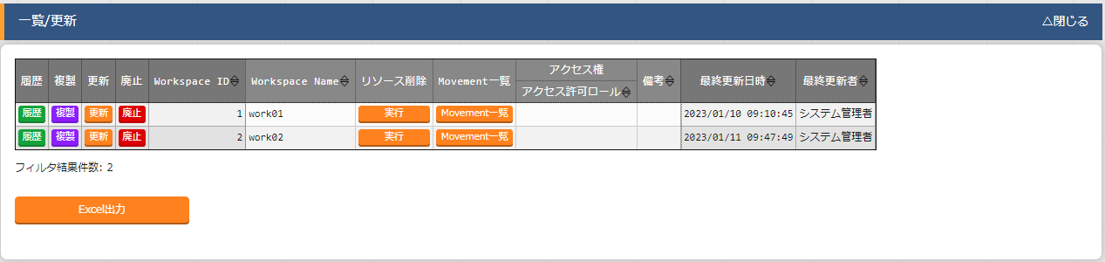 一覧/更新 △閉じる
履歴 複製 更新 廃止 Workspace ID Workspace Name リソース削除 Movement一覧 アクセス権 備考 最終更新日時 最終更新者
アクセス許可ロール
履歴 複製 更新 廃止 1 work01 実行 Movement一覧 2023/01/10 09:10:45 システム管理者
履歴 複製 更新 廃止 2 work02 実行 Movement一覧 2023/01/11 09:47:49 システム管理者
フィルタ結果件数: 2
Excel出力